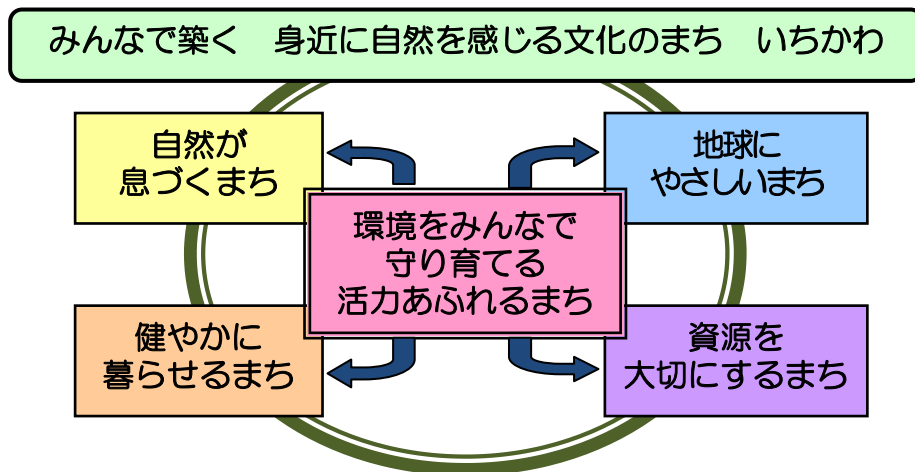 みんなで築く　身近に自然を感じる文化のまち　いちかわ
自然が
息づくまち
地球に
やさしいまち
環境をみんなで
守り育てる
活力あふれるまち
健やかに
暮らせるまち
資源を
大切にするまち